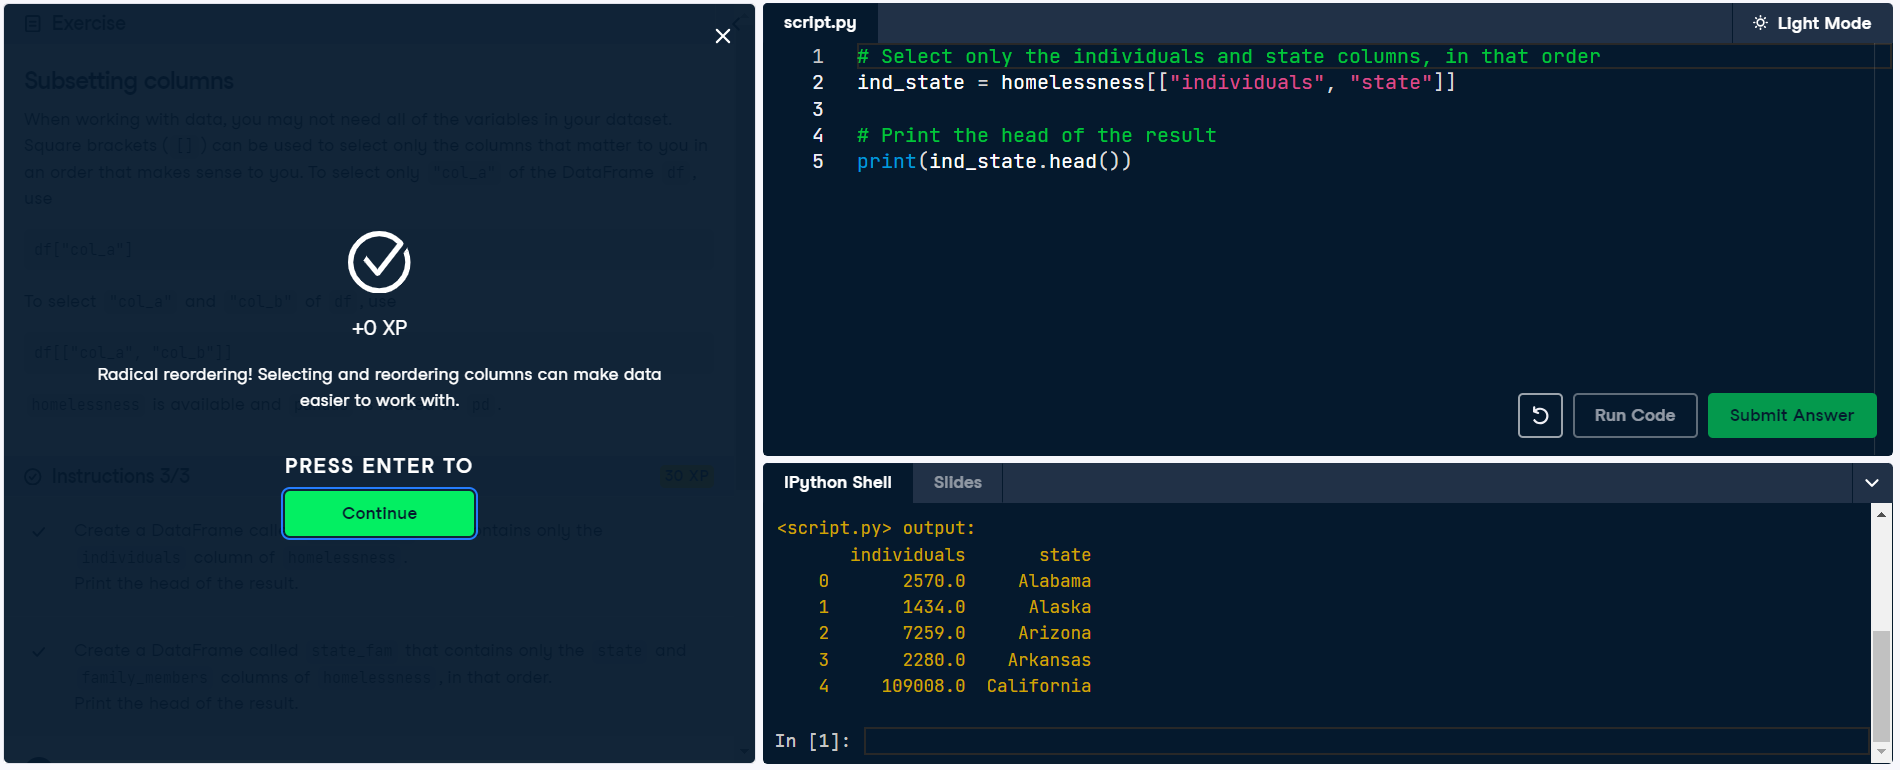 Exercise
Subsetting columns
When working with data, you may not need all of the variables in your dataset.
Square brackets ( [] ) can be used to select only the columns that matter to you in
an order that makes sense to you. To select only "col_a" of the DataFrame df ,
use
df["col_a"]
To select "col_a" and "col_b" of df , use
df[["col_a", "col_b"]]
homelessness is available and pd .
+0 XP
Radical reordering! Selecting and reordering columns can make data
easier to work with.
PRESS ENTER TO
Continue
Instructions 3/3
30 XP
Create a DataFrame contains only the
individuals column of homelessness .
Print the head of the result.
Create a DataFrame called state_fam that contains only the state and
family_members columns of homelessness , in that order.
Print the head of the result.
script.py
Light Mode
1 # Select only the individuals and state columns, in that order
2 ind_state = homelessness[["individuals", "state"]]
3
4 # Print the head of the result
5 print(ind_state.head())
Run Code
Submit Answer
IPython Shell
Slides
<script.py> output:
individuals state
0 2570.0 Alabama
1 1434.0 Alaska
2 7259.0 Arizona
3 2280.0 Arkansas
4 109008.0 California
In [1]: